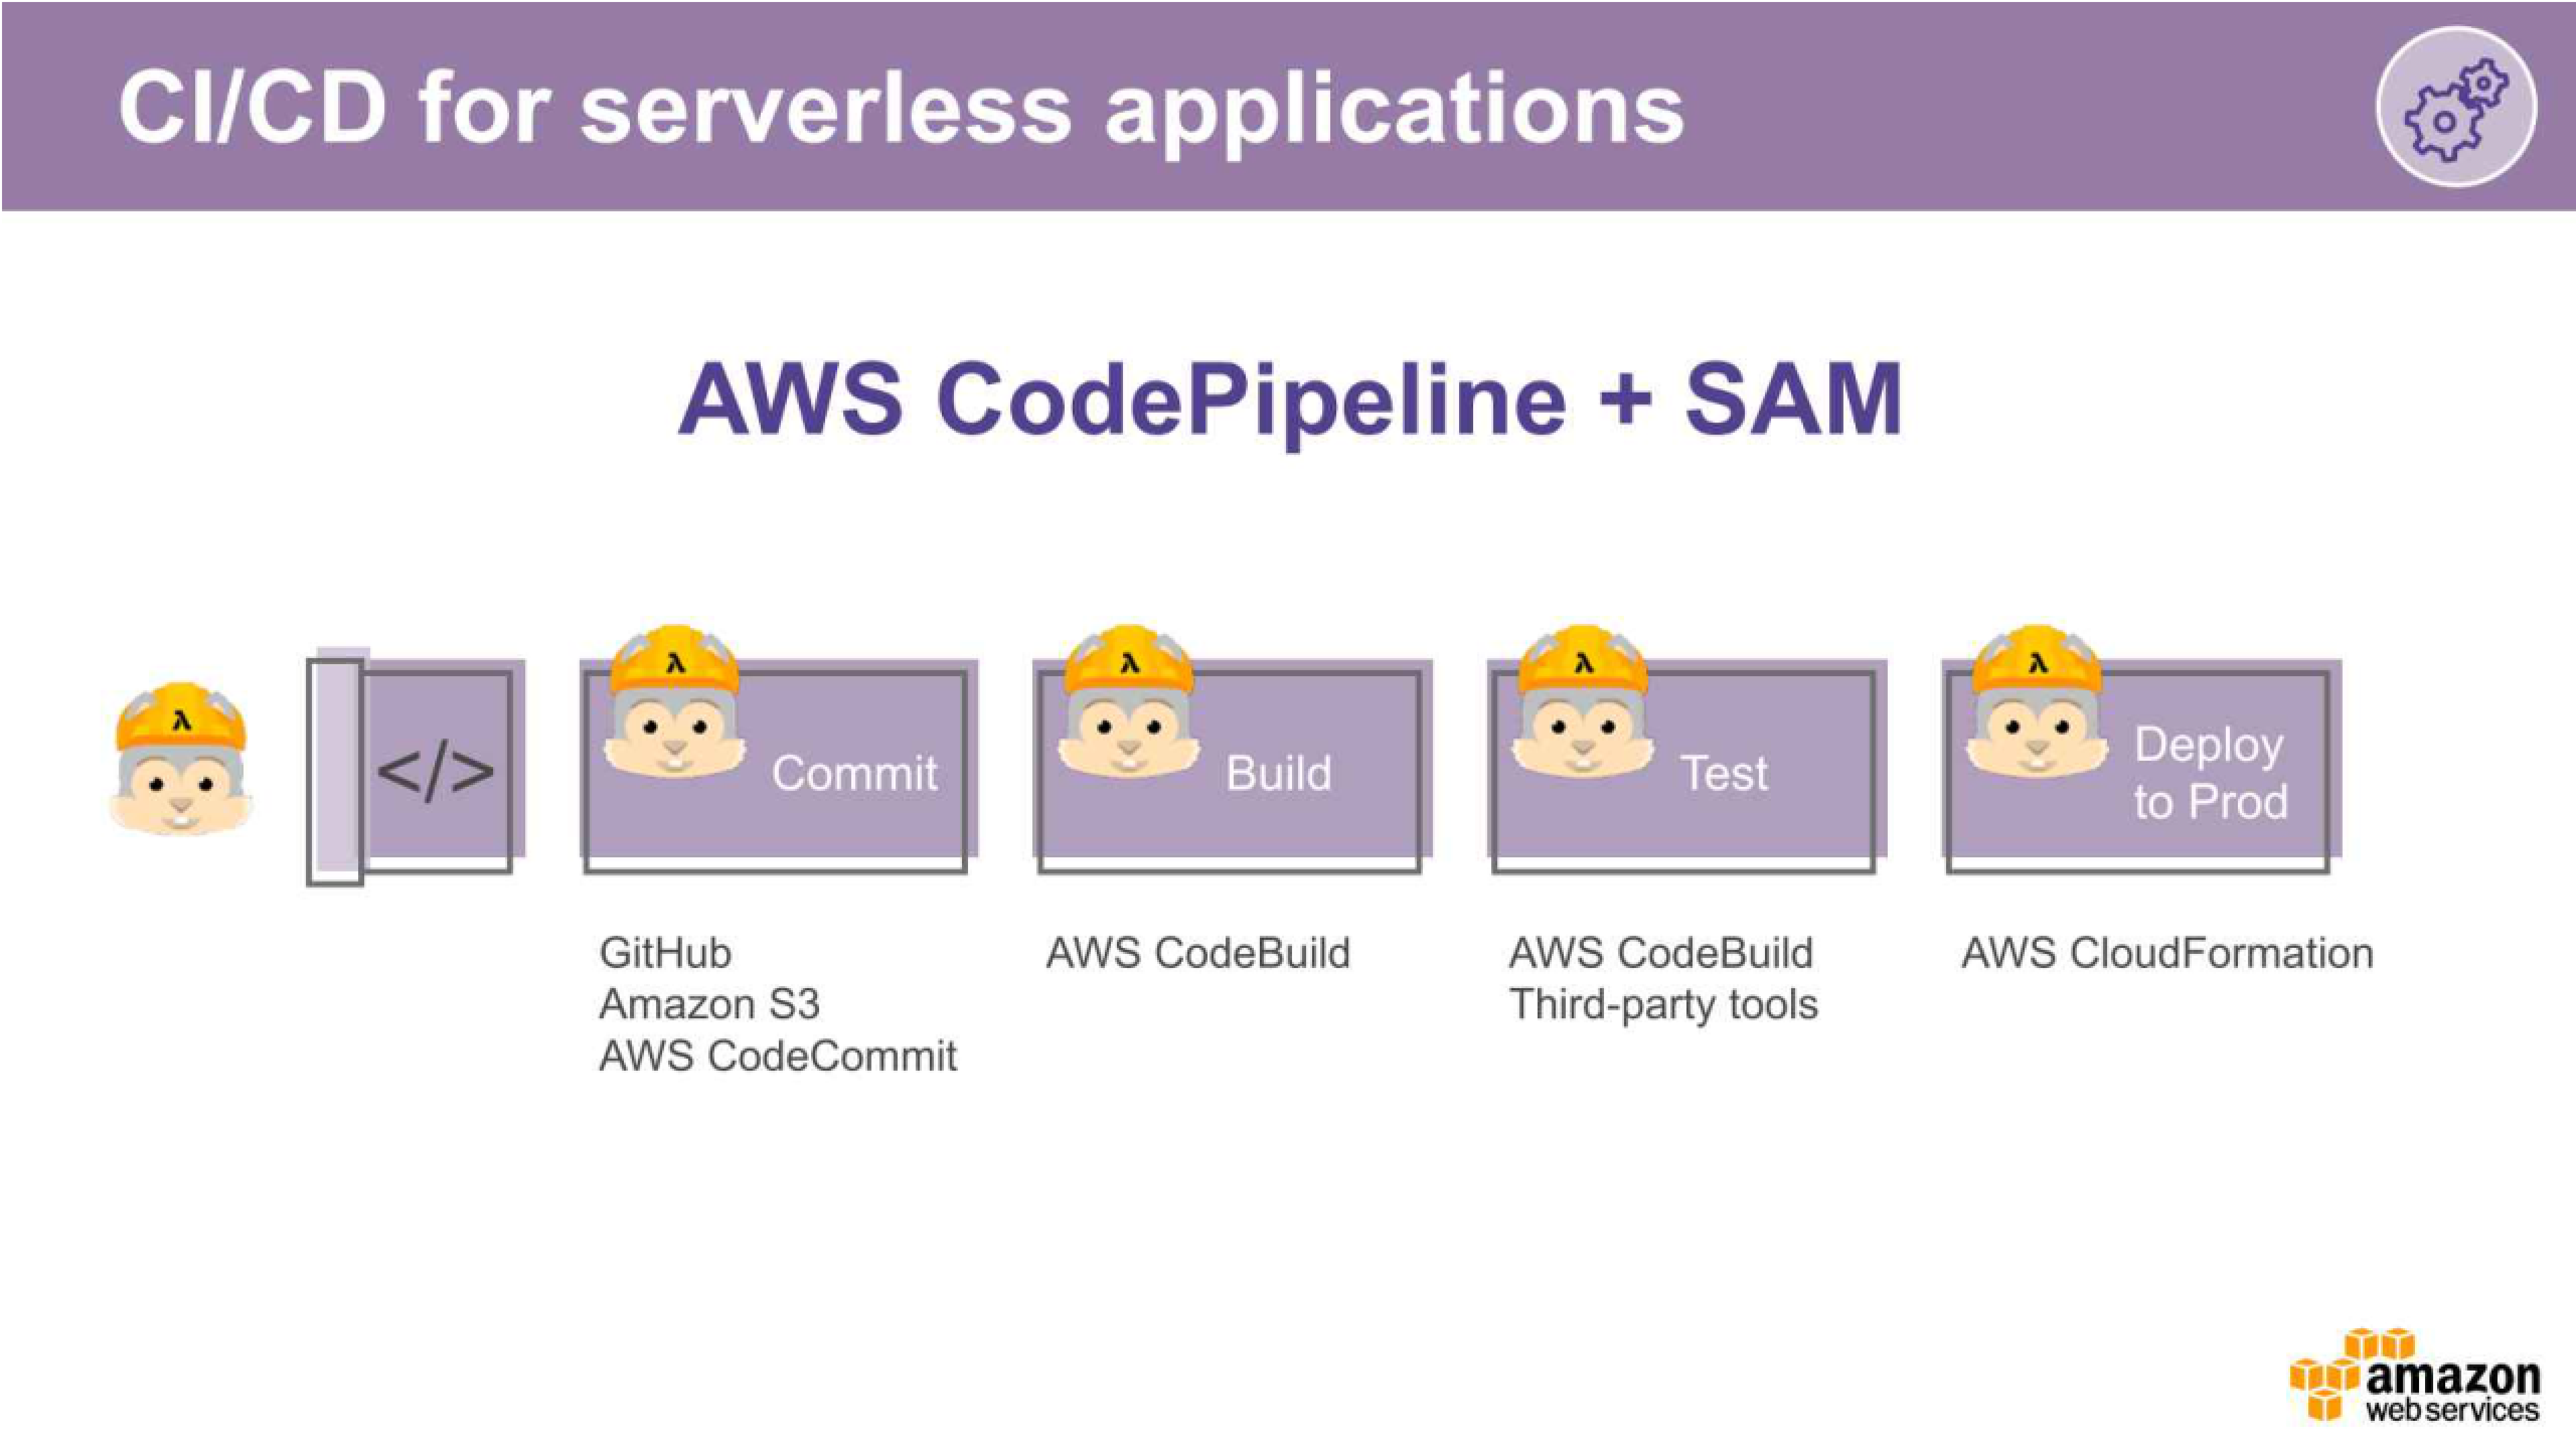 CI/CD for serverless applications
AWS CodePipeline + SAM
λ
</>
λ
Commit
λ
Build
λ
Test
λ
Deploy
to Prod
GitHub
Amazon S3
AWS CodeCommit
AWS CodeBuild
AWS CodeBuild
Third-party tools
AWS CloudFormation
amazon
web services